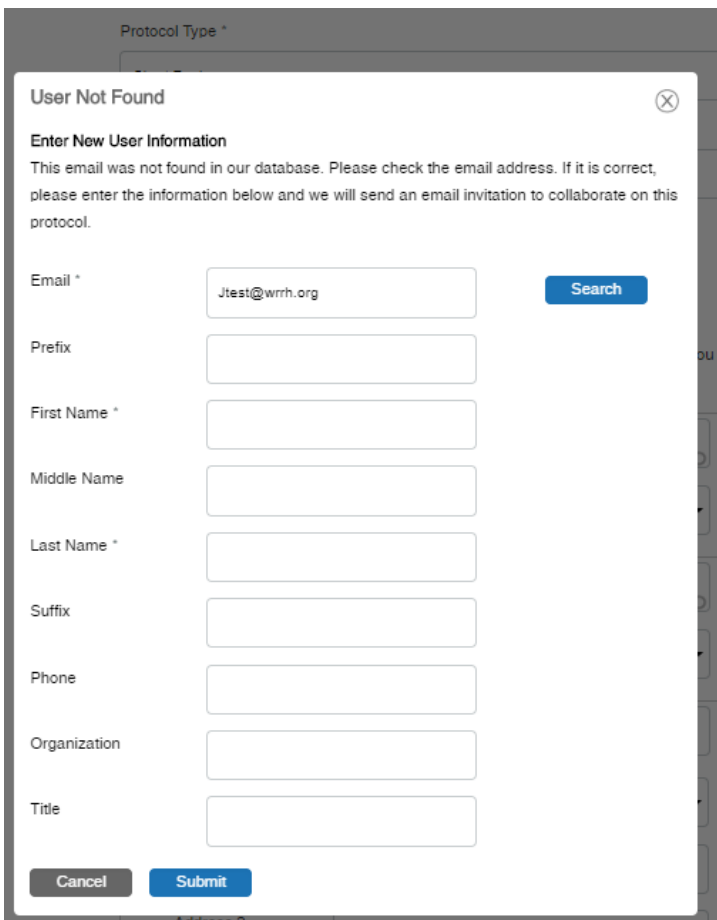 Protocol Type *
User Not Found
Enter New User Information
This email was not found in our database. Please check the email address. If it is correct,
please enter the information below and we will send an email invitation to collaborate on this
protocol.
Email *
Jtest@wrrh.org
Search
Prefix
ou
First Name *
Middle Name
Last Name *
Suffix
Phone
Organization
Title
Cancel
Submit